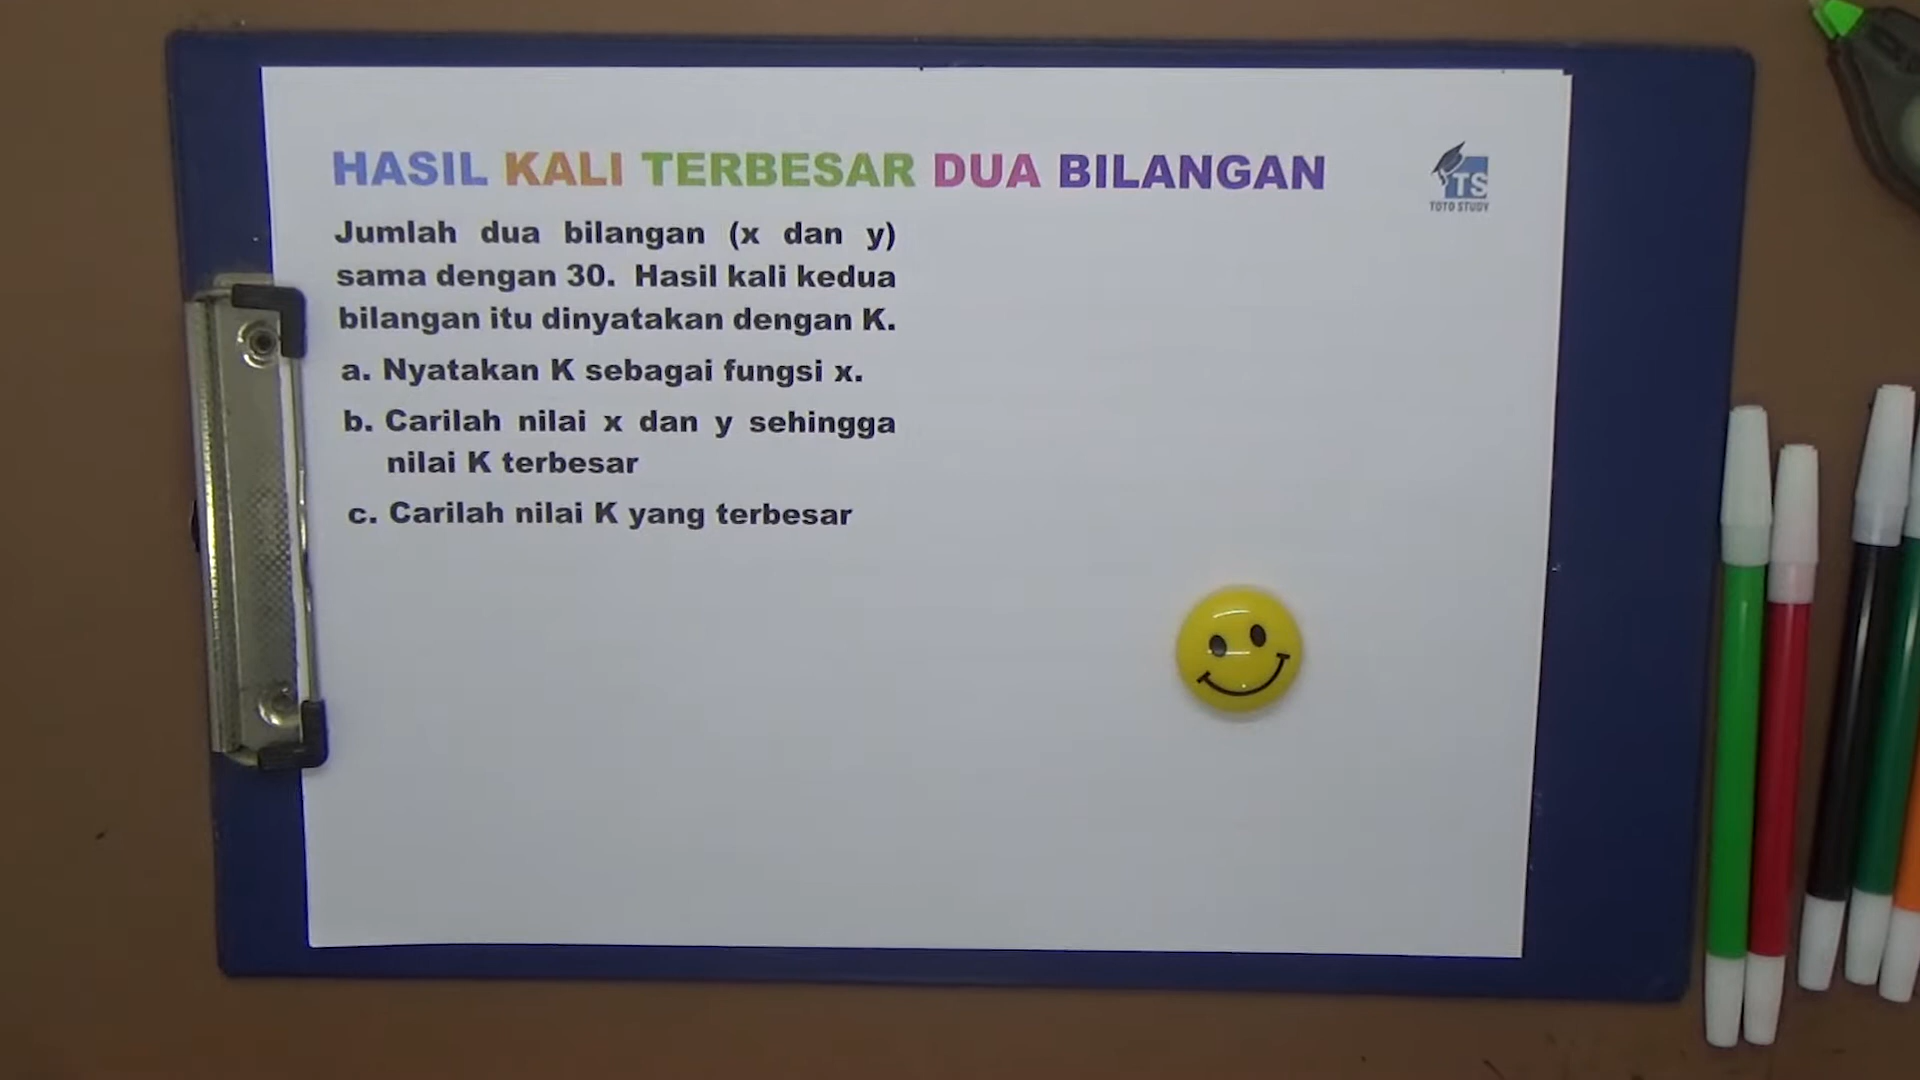 HASIL KALI TERBESAR DUA BILANGAN
TS
TOTO STUDY
Jumlah dua bilangan (x dan y)
sama dengan 30. Hasil kali kedua
bilangan itu dinyatakan dengan K.
a. Nyatakan K sebagai fungsi x.
b. Carilah nilai x dan y sehingga
nilai K terbesar
c. Carilah nilai K yang terbesar